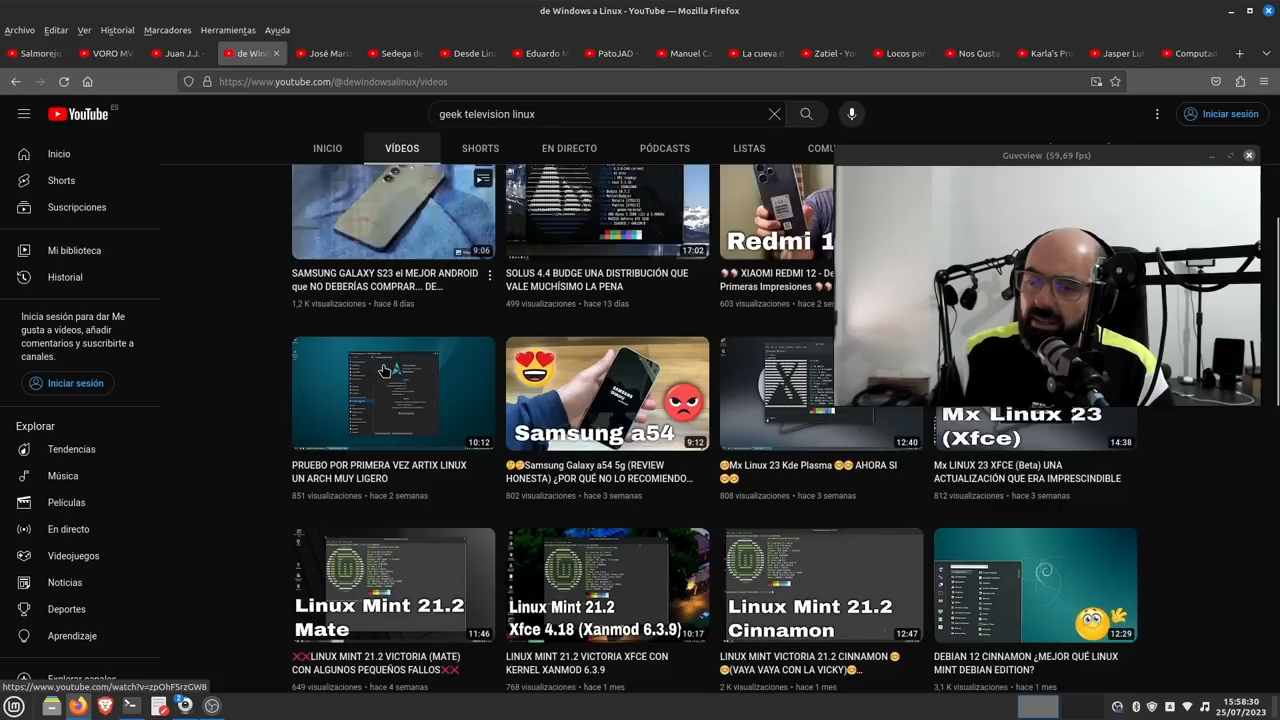 de Windows a Linux - YouTube — Mozilla Firefox
Archivo Editar Ver Historial Marcadores Herramientas Ayuda
Salmorejo VORO MV Juan J.J. - de Wind José Maria Sedega de Desde Linu Eduardo M PatoJAD - Manuel Ca La cueva d Zatiel - Yo Locos por Nos Gusta Karla's Pro Jasper Lut Computad
https://www.youtube.com/@dewindowsalinux/videos
YouTube ES
geek television linux
Iniciar sesión
INICIO VÍDEOS SHORTS EN DIRECTO PÓDCASTS LISTAS COMU
Guvcview (59,69 fps)
Inicio
Shorts
Suscripciones
Mi biblioteca
Historial
Inicia sesión para dar Me
gusta a vídeos, añadir
comentarios y suscribirte a
canales.
Iniciar sesión
Explorar
Tendencias
Música
Películas
En directo
Videojuegos
Noticias
Deportes
Aprendizaje
Explorar canales
9:06
17:02
Redmi 1
SAMSUNG GALAXY S23 el MEJOR ANDROID
que NO DEBERÍAS COMPRAR... DE...
1,2 K visualizaciones • hace 8 días
SOLUS 4.4 BUDGE UNA DISTRIBUCIÓN QUE
VALE MUCHÍSIMO LA PENA
499 visualizaciones • hace 13 días
XIAOMI REDMI 12 - De
Primeras Impresiones
603 visualizaciones • hace 2 sem
10:12
SAMSUNG
Samsung a54
9:12
12:40
Mx Linux 23
(Xfce)
14:38
PRUEBO POR PRIMERA VEZ ARTIX LINUX
UN ARCH MUY LIGERO
851 visualizaciones • hace 2 semanas
Samsung Galaxy a54 5g (REVIEW
HONESTA) ¿POR QUÉ NO LO RECOMIENDO...
802 visualizaciones • hace 3 semanas
Mx Linux 23 Kde Plasma AHORA SI
808 visualizaciones • hace 3 semanas
Mx LINUX 23 XFCE (Beta) UNA
ACTUALIZACIÓN QUE ERA IMPRESCINDIBLE
812 visualizaciones • hace 3 semanas
Linux Mint 21.2
Mate
11:46
Linux Mint 21.2
Xfce 4.18 (Xanmod 6.3.9)
10:17
Linux Mint 21.2
Cinnamon
12:47
12:29
LINUX MINT 21.2 VICTORIA (MATE)
CON ALGUNOS PEQUEÑOS FALLOS
649 visualizaciones • hace 4 semanas
LINUX MINT 21.2 VICTORIA XFCE CON
KERNEL XANMOD 6.3.9
768 visualizaciones • hace 1 mes
LINUX MINT VICTORIA 21.2 CINNAMON
(VAYA VAYA CON LA VICKY)
2 K visualizaciones • hace 1 mes
DEBIAN 12 CINNAMON ¿MEJOR QUÉ LINUX
MINT DEBIAN EDITION?
3,1 K visualizaciones • hace 1 mes
https://www.youtube.com/watch?v=zpOhFSrzGW8
2
15:58:30
25/07/2023